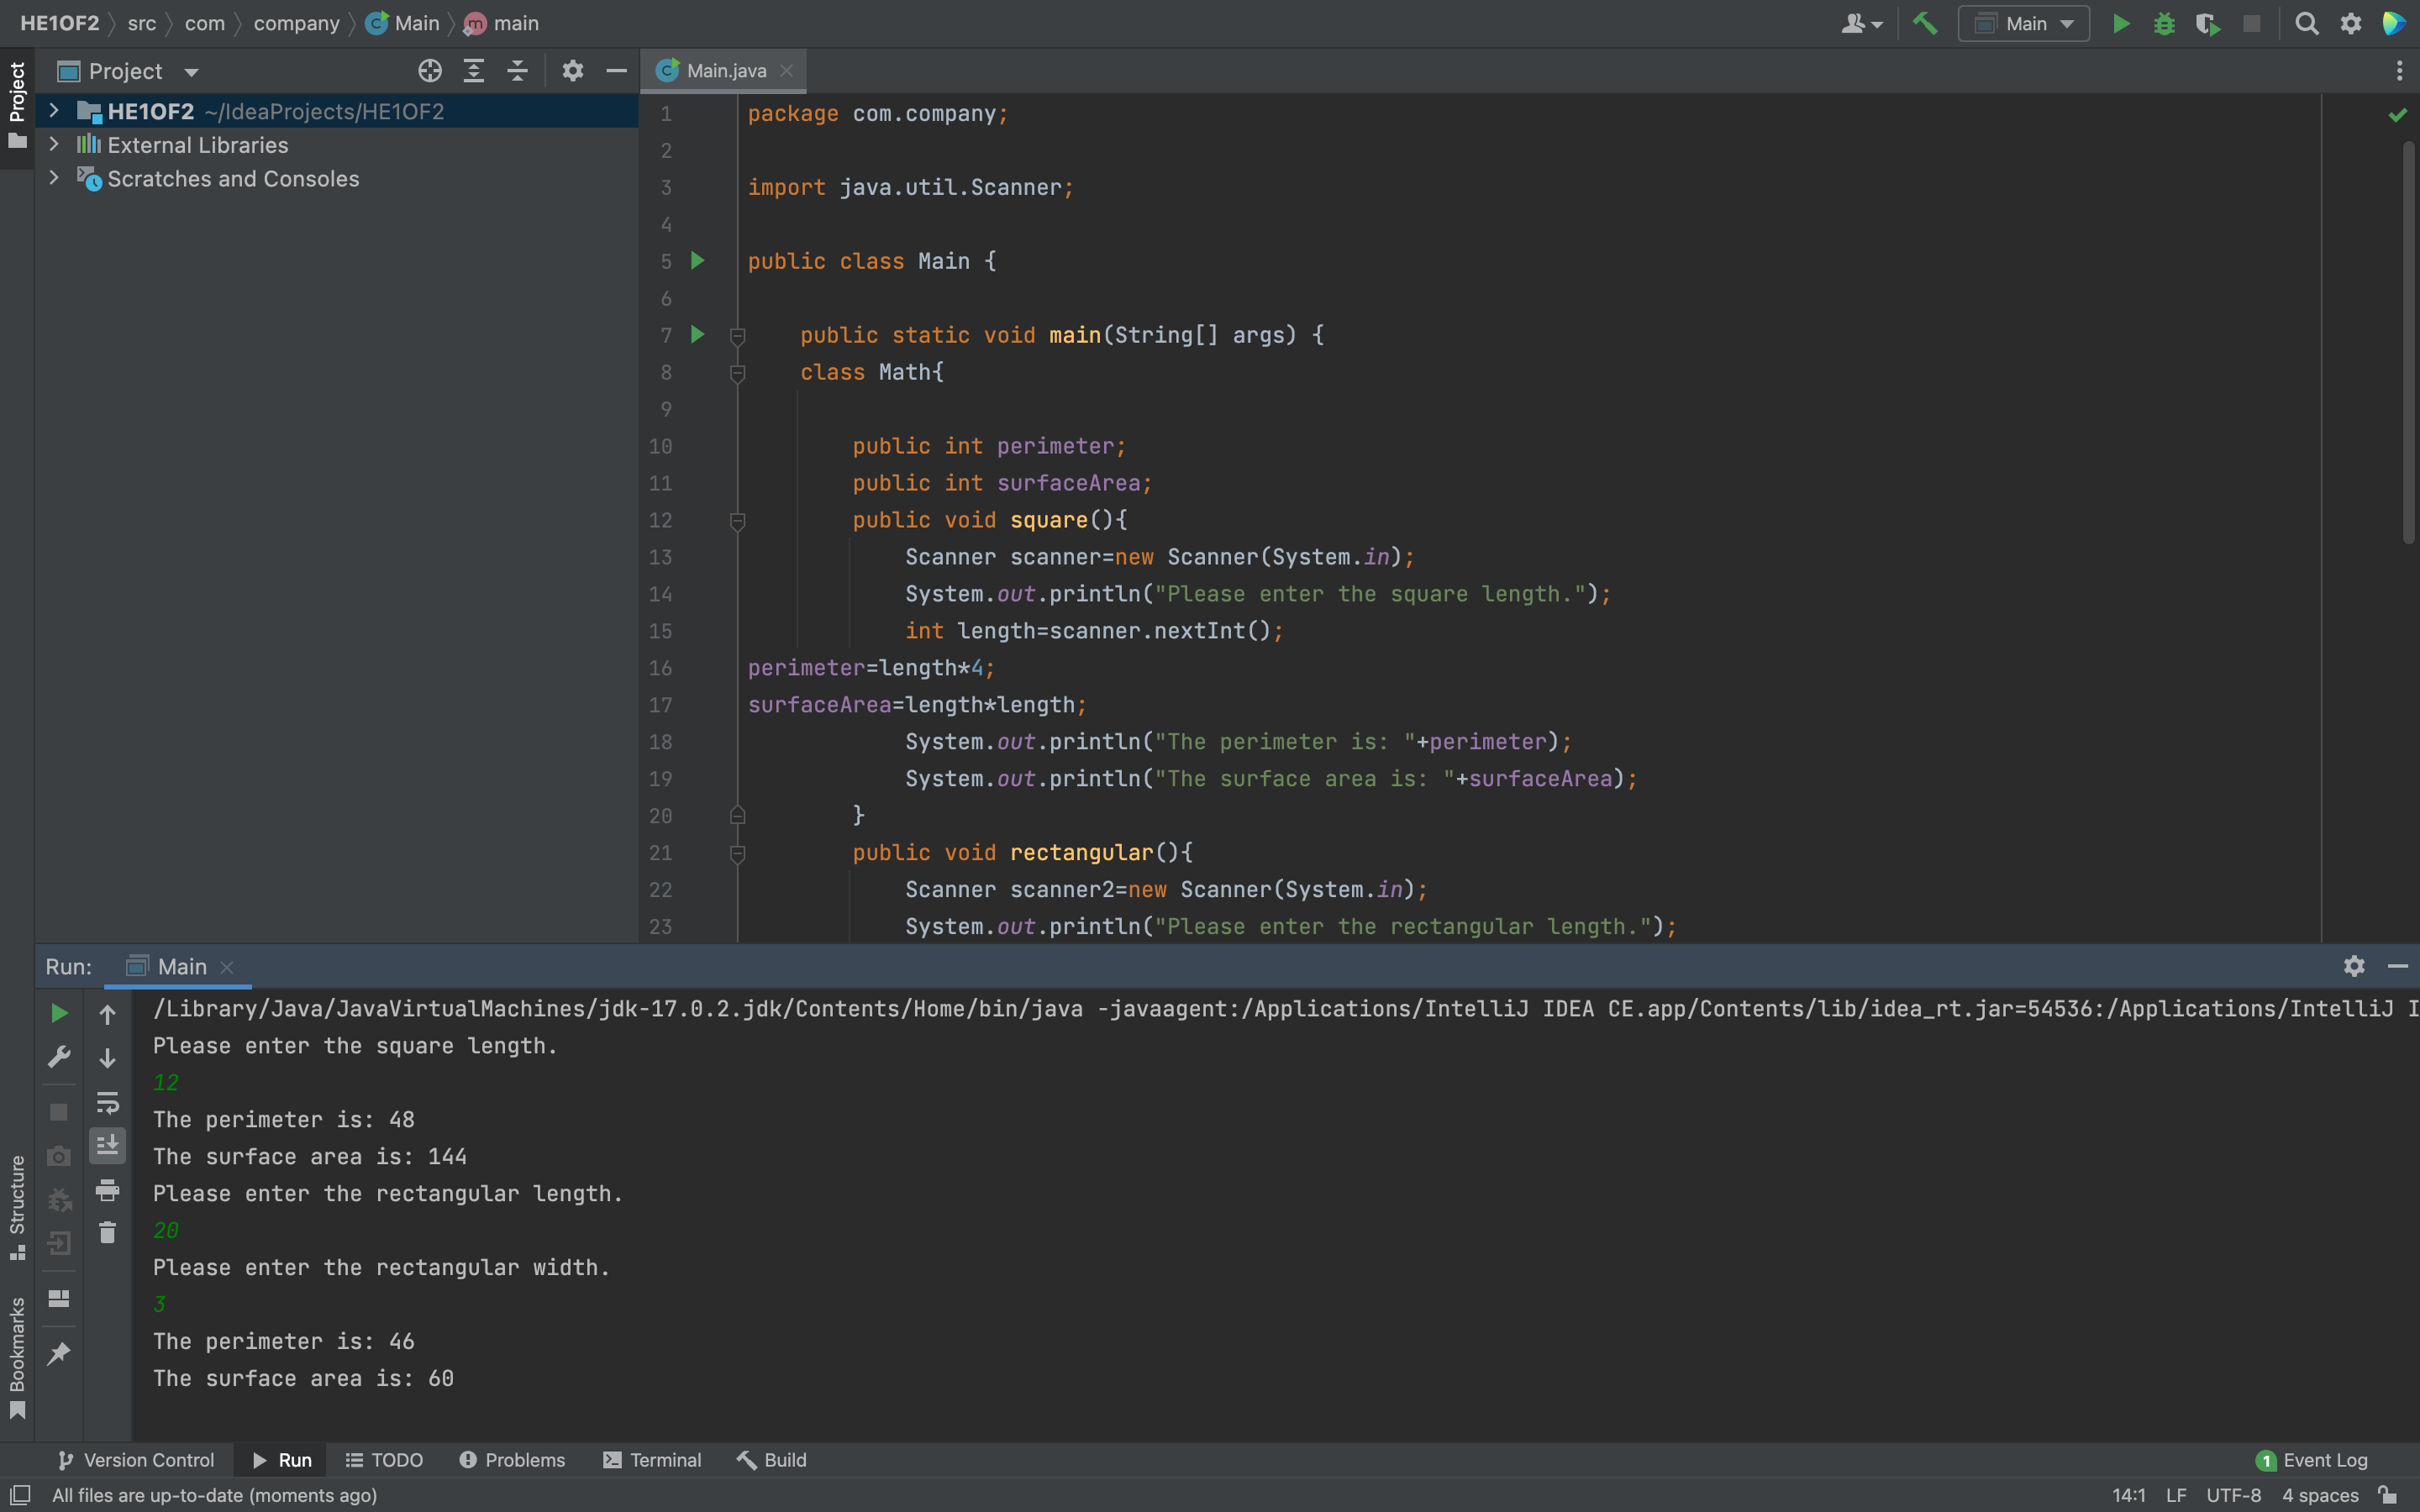 HE1OF2 src com company Main main
Main
Project
Project
HE1OF2 ~/IdeaProjects/HE1OF2
External Libraries
Scratches and Consoles
Main.java
1 package com.company;
2
3 import java.util.Scanner;
4
5 public class Main {
6
7 public static void main(String[] args) {
8 class Math{
9
10 public int perimeter;
11 public int surfaceArea;
12 public void square(){
13 Scanner scanner=new Scanner(System.in);
14 System.out.println("Please enter the square length.");
15 int length=scanner.nextInt();
16 perimeter=length*4;
17 surfaceArea=length*length;
18 System.out.println("The perimeter is: "+perimeter);
19 System.out.println("The surface area is: "+surfaceArea);
20 }
21 public void rectangular(){
22 Scanner scanner2=new Scanner(System.in);
23 System.out.println("Please enter the rectangular length.");
Run: Main
/Library/Java/JavaVirtualMachines/jdk-17.0.2.jdk/Contents/Home/bin/java -javaagent:/Applications/IntelliJ IDEA CE.app/Contents/lib/idea_rt.jar=54536:/Applications/IntelliJ I
Please enter the square length.
12
The perimeter is: 48
The surface area is: 144
Please enter the rectangular length.
20
Please enter the rectangular width.
3
The perimeter is: 46
The surface area is: 60
Structure
Bookmarks
Version Control Run TODO Problems Terminal Build 1 Event Log
All files are up-to-date (moments ago) 14:1 LF UTF-8 4 spaces